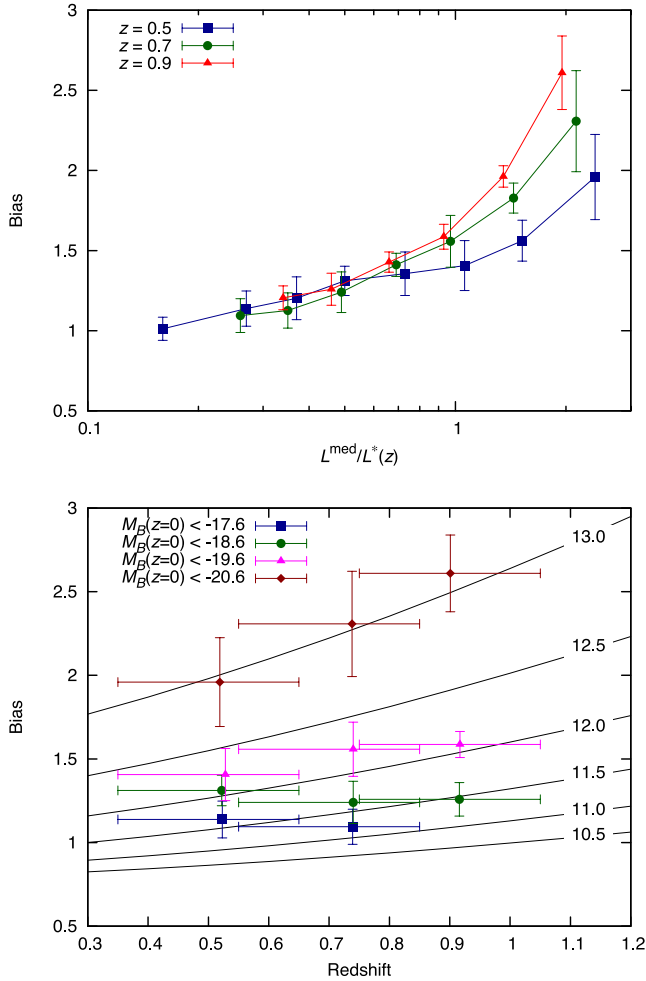 z = 0.5
z = 0.7
z = 0.9
3
2.5
2
1.5
1
0.5
Bias
0.1
1
L^med/L^*(z)
M_B(z=0) < -17.6
M_B(z=0) < -18.6
M_B(z=0) < -19.6
M_B(z=0) < -20.6
3
2.5
2
1.5
1
0.5
Bias
13.0
12.5
12.0
11.5
11.0
10.5
0.3 0.4 0.5 0.6 0.7 0.8 0.9 1 1.1 1.2
Redshift